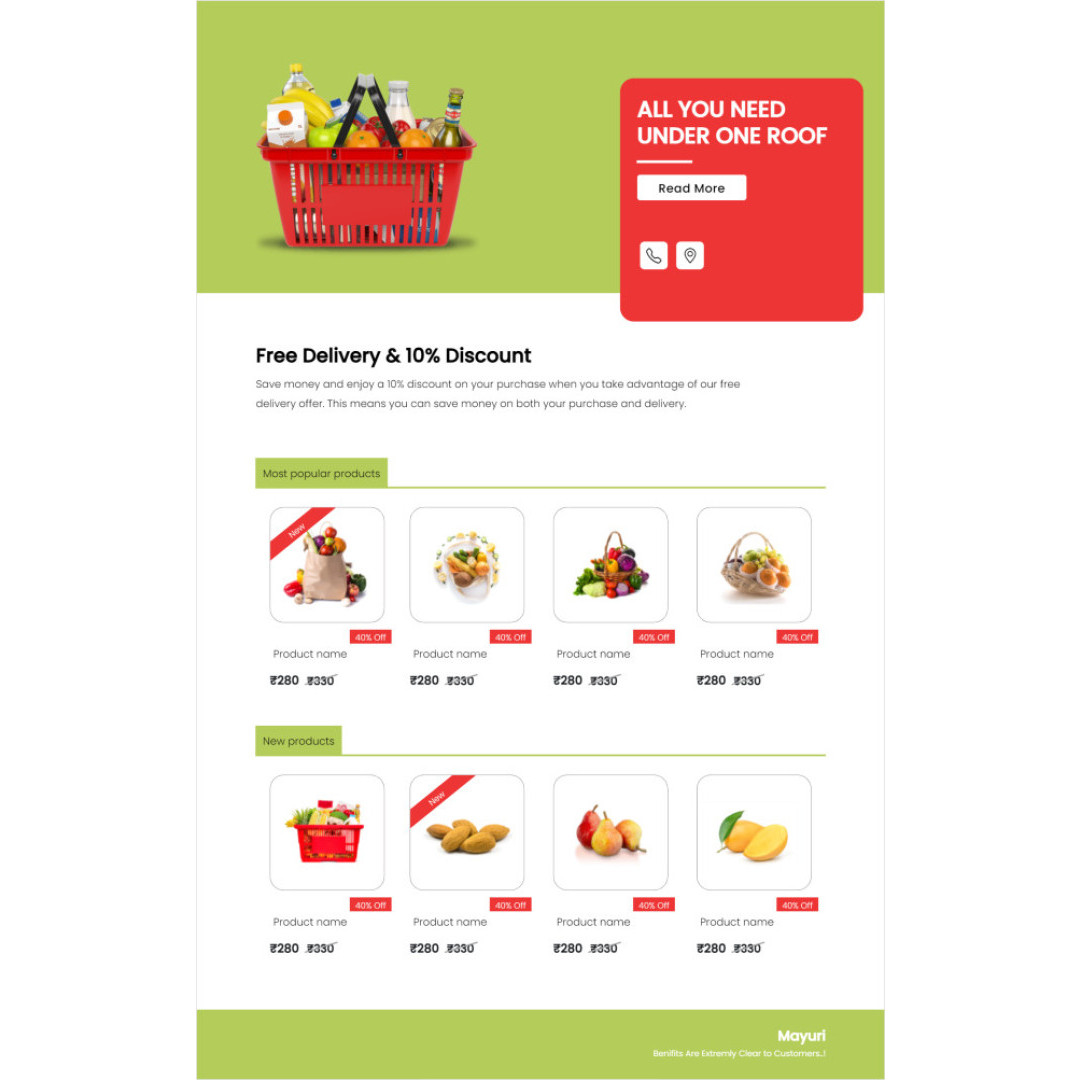 ALL YOU NEED
UNDER ONE ROOF
Read More
Free Delivery & 10% Discount
Save money and enjoy a 10% discount on your purchase when you take advantage of our free
delivery offer. This means you can save money on both your purchase and delivery.
Most popular products
New
40% Off 40% Off 40% Off 40% Off
Product name Product name Product name Product name
₹280 ₹330 ₹280 ₹330 ₹280 ₹330 ₹280 ₹330
New products
New
40% Off 40% Off 40% Off 40% Off
Product name Product name Product name Product name
₹280 ₹330 ₹280 ₹330 ₹280 ₹330 ₹280 ₹330
Mayuri
Benifits Are Extremly Clear to Customers..!